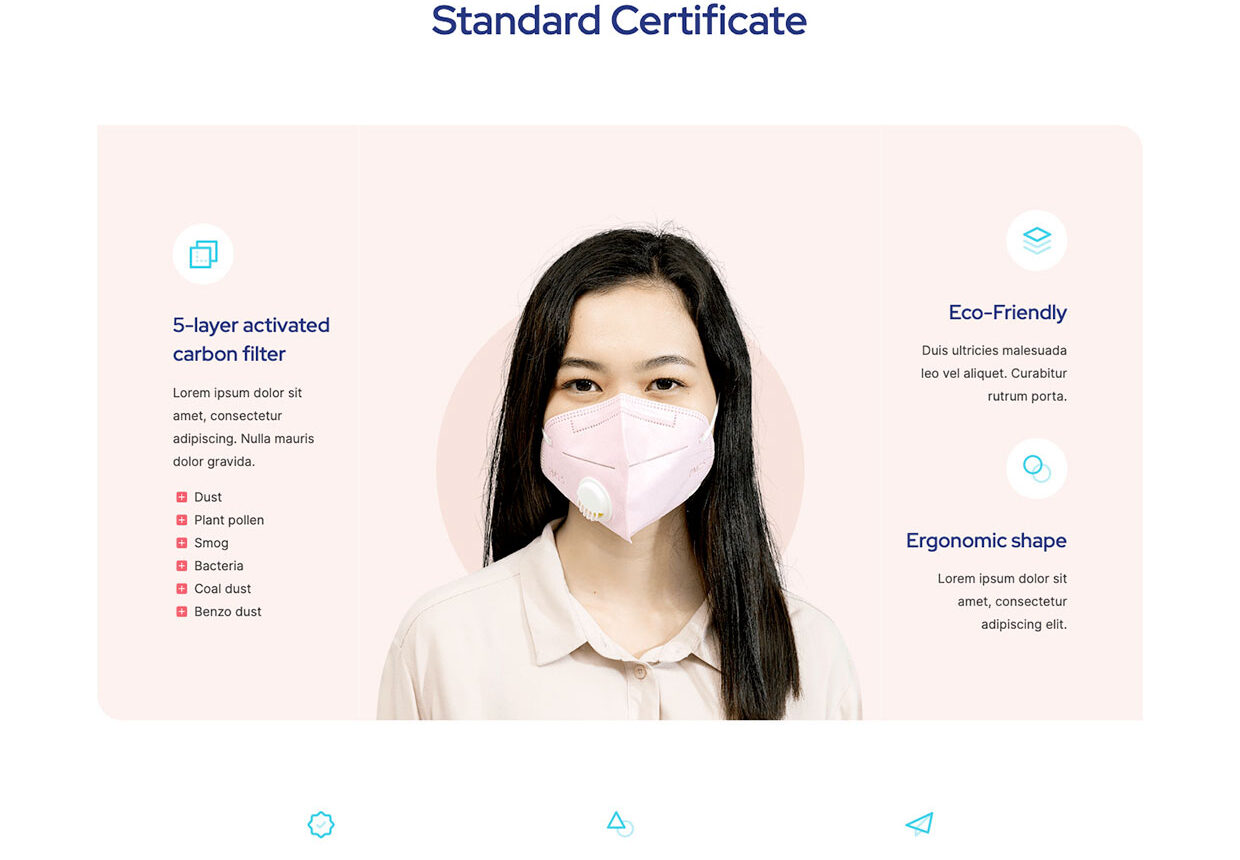 Standard Certificate
5-layer activated
carbon filter
Lorem ipsum dolor sit
amet, consectetur
adipiscing. Nulla mauris
dolor gravida.
Dust
Plant pollen
Smog
Bacteria
Coal dust
Benzo dust
Eco-Friendly
Duis ultricies malesuada
leo vel aliquet. Curabitur
rutrum porta.
Ergonomic shape
Lorem ipsum dolor sit
amet, consectetur
adipiscing elit.